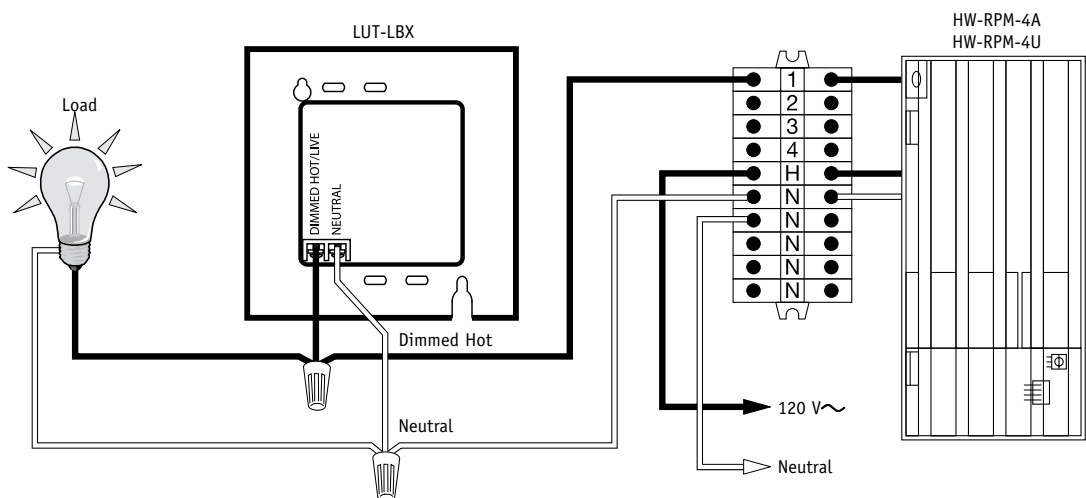 HW-RPM-4A
HW-RPM-4U
LUT-LBX
Load
DIMMED HOT/LIVE
NEUTRAL
1
2
3
4
H
N
N
N
N
N
Dimmed Hot
120 V~
Neutral
Neutral